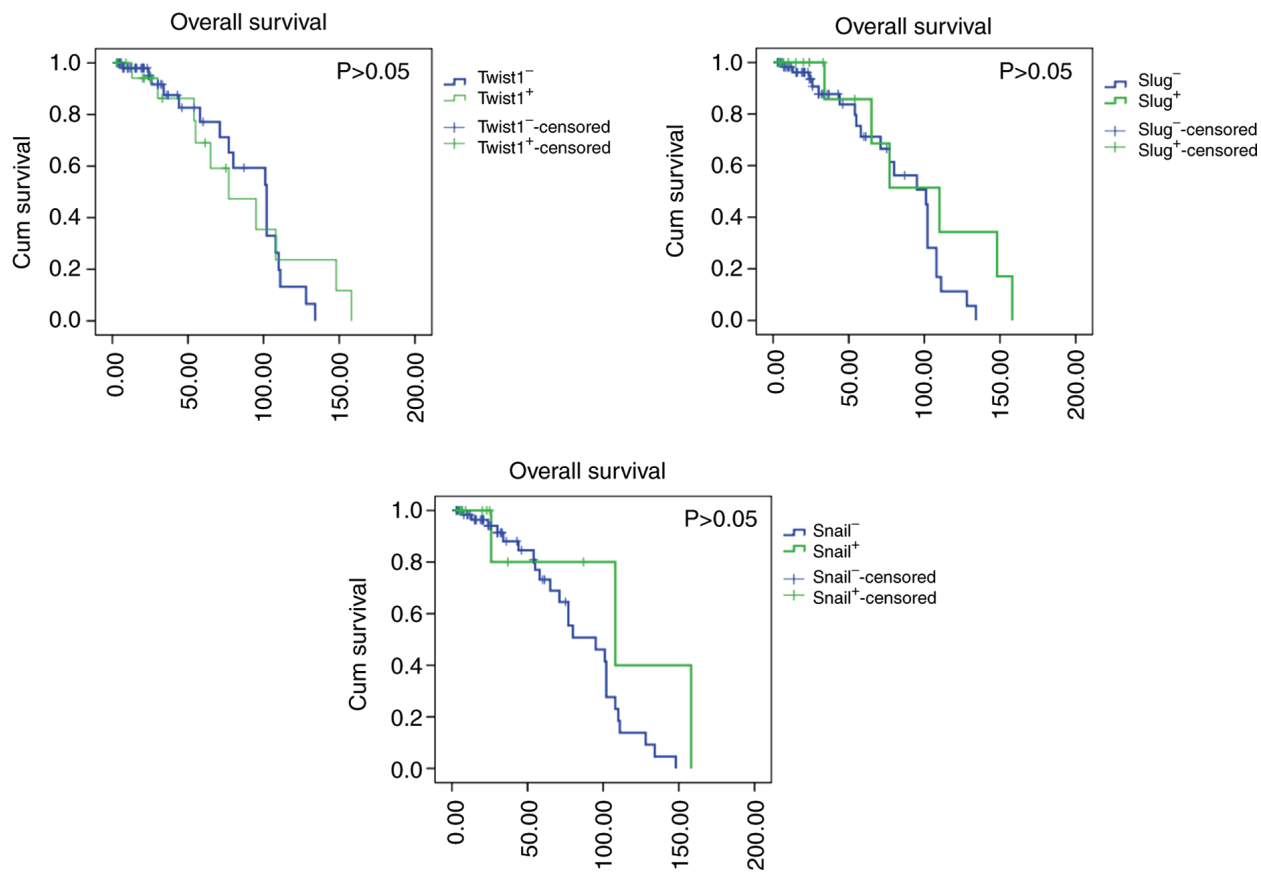 Overall survival
P>0.05
Cum survival
1.0
0.8
0.6
0.4
0.2
0.0
0.00
50.00
100.00
150.00
200.00
Twist1⁻
Twist1⁺
Twist1⁻-censored
Twist1⁺-censored
Overall survival
P>0.05
Cum survival
1.0
0.8
0.6
0.4
0.2
0.0
0.00
50.00
100.00
150.00
200.00
Slug⁻
Slug⁺
Slug⁻-censored
Slug⁺-censored
Overall survival
P>0.05
Cum survival
1.0
0.8
0.6
0.4
0.2
0.0
0.00
50.00
100.00
150.00
200.00
Snail⁻
Snail⁺
Snail⁻-censored
Snail⁺-censored